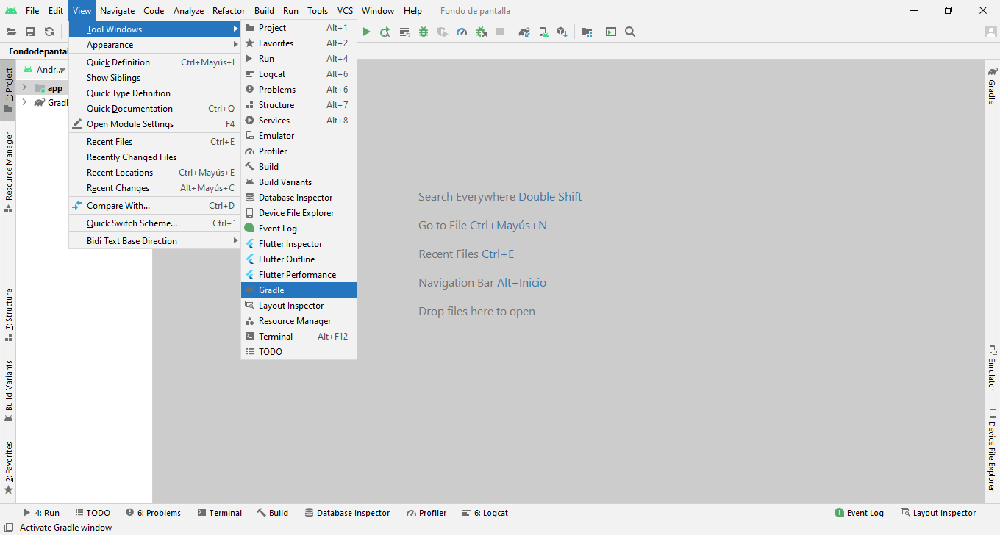 File Edit View Navigate Code Analyze Refactor Build Run Tools VCS Window Help Fondo de pantalla
Fondodepantal
Tool Windows
Appearance
Quick Definition Ctrl+Mayús+I
Show Siblings
Quick Type Definition
Quick Documentation Ctrl+Q
Open Module Settings F4
Recent Files Ctrl+E
Recently Changed Files
Recent Locations Ctrl+Mayús+E
Recent Changes Alt+Mayús+C
Compare With... Ctrl+D
Quick Switch Scheme... Ctrl+`
Bidi Text Base Direction
Project Alt+1
Favorites Alt+2
Run Alt+4
Logcat Alt+6
Problems Alt+6
Structure Alt+7
Services Alt+8
Emulator
Profiler
Build
Build Variants
Database Inspector
Device File Explorer
Event Log
Flutter Inspector
Flutter Outline
Flutter Performance
Gradle
Layout Inspector
Resource Manager
Terminal Alt+F12
TODO
1: Project
Resource Manager
7: Structure
Build Variants
2: Favorites
Andr...
app
Gradl
Search Everywhere Double Shift
Go to File Ctrl+Mayús+N
Recent Files Ctrl+E
Navigation Bar Alt+Inicio
Drop files here to open
Gradle
Emulator
Device File Explorer
4: Run TODO 6: Problems Terminal Build Database Inspector Profiler 6: Logcat 1 Event Log Layout Inspector
Activate Gradle window